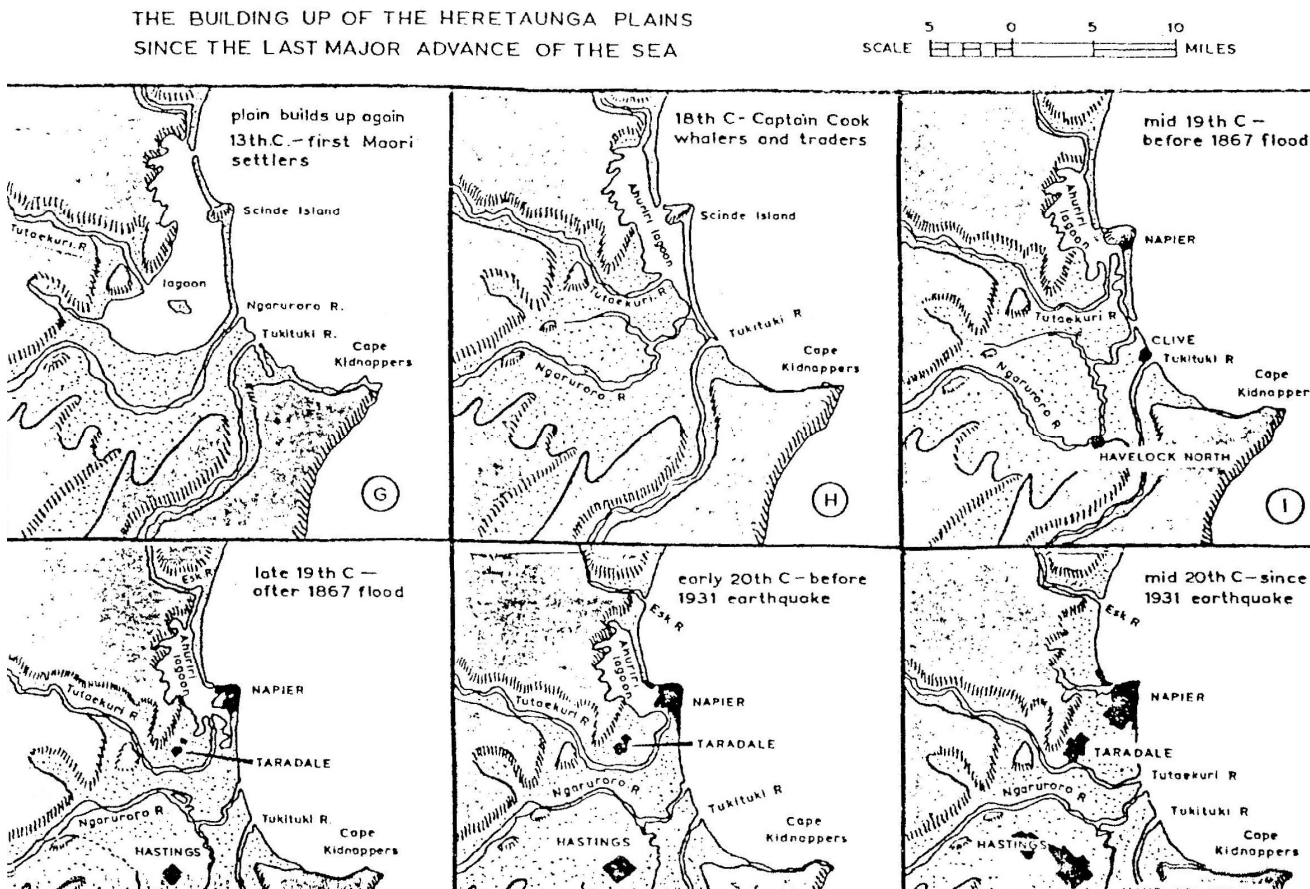 THE BUILDING UP OF THE HERETAUNGA PLAINS
SINCE THE LAST MAJOR ADVANCE OF THE SEA
SCALE 5 0 5 10 MILES
plain builds up again
13th.C.-first Maori
settlers
Scinde Island
Tutaekuri.R
lagoon
Ngaruroro R.
Tukituki R.
Cape
Kidnappers
G
18th C-Captain Cook
whalers and traders
Ahuriri
lagoon
Scinde Island
Tutaekuri R
Tukituki R
Ngaruroro R
Cape
Kidnappers
H
mid 19th C-
before 1867 flood
Ahuriri
lagoon
NAPIER
Tutaekuri R
CLIVE
Tukituki R
Ngaruroro R
Cape
Kidnapper
HAVELOCK NORTH
I
late 19th C-
after 1867 flood
Esk R
Ahuriri
lagoon
NAPIER
Tutaekuri R
TARADALE
Ngaruroro R
Tukituki R.
Cape
Kidnappers
HASTINGS
early 20th C-before
1931 earthquake
Esk R
Ahuriri
lagoon
NAPIER
Tutaekuri R
TARADALE
Ngaruroro R
Tukituki R
Cape
Kidnappers
HASTINGS
mid 20th C-since
1931 earthquake
Esk R
NAPIER
TARADALE
Tutaekuri R
Ngaruroro R
Tukituki R
Cape
Kidnappers
HASTINGS